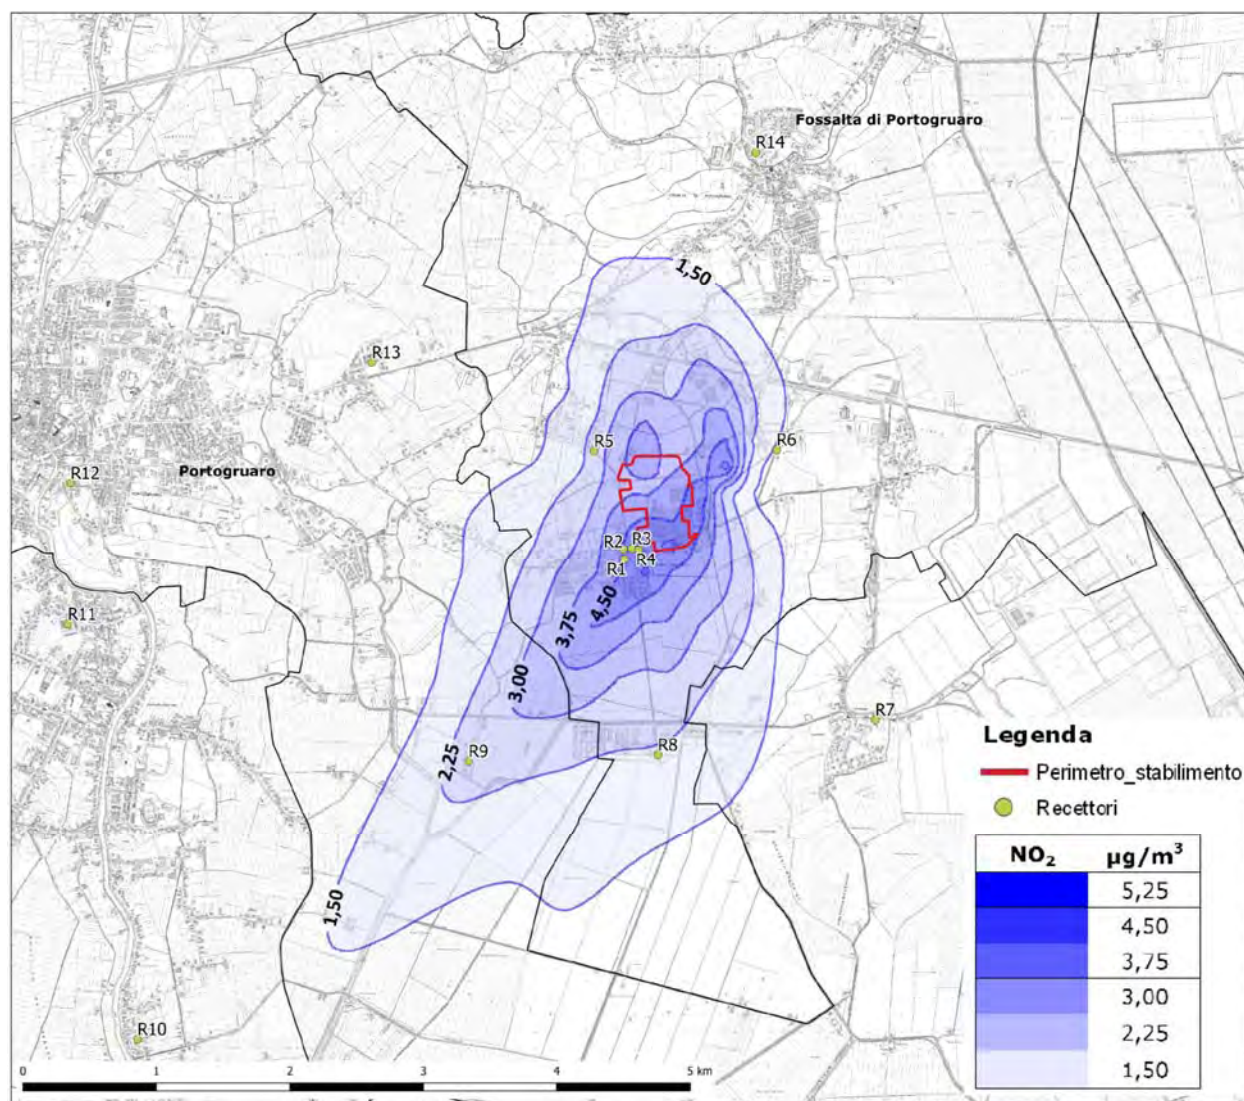 Fossalta di Portogruaro
R14
1,50
R13
R5
R6
R12
Portogruaro
R2
R3
R1
R4
4,50
R11
3,75
3,00
R7
Legenda
R9
R8
2,25
Perimetro_stabilimento
Recettori
NO₂ µg/m³
5,25
1,50
4,50
3,75
3,00
2,25
R10
1,50
0 1 2 3 4 5 km